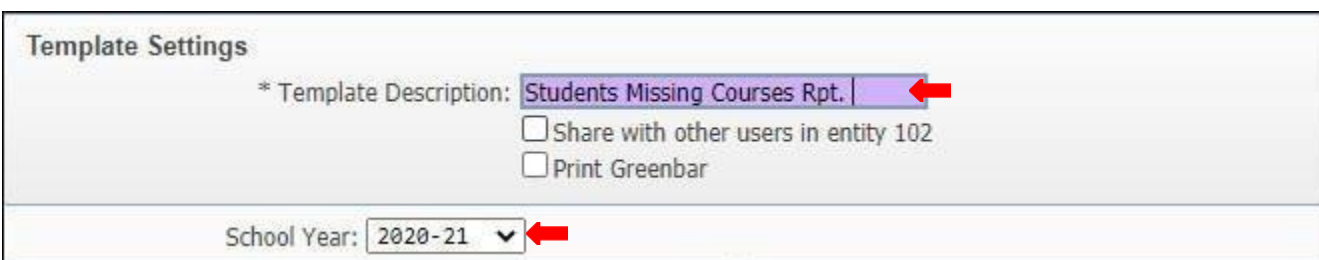 Template Settings
* Template Description: Students Missing Courses Rpt.
Share with other users in entity 102
Print Greenbar
School Year: 2020-21